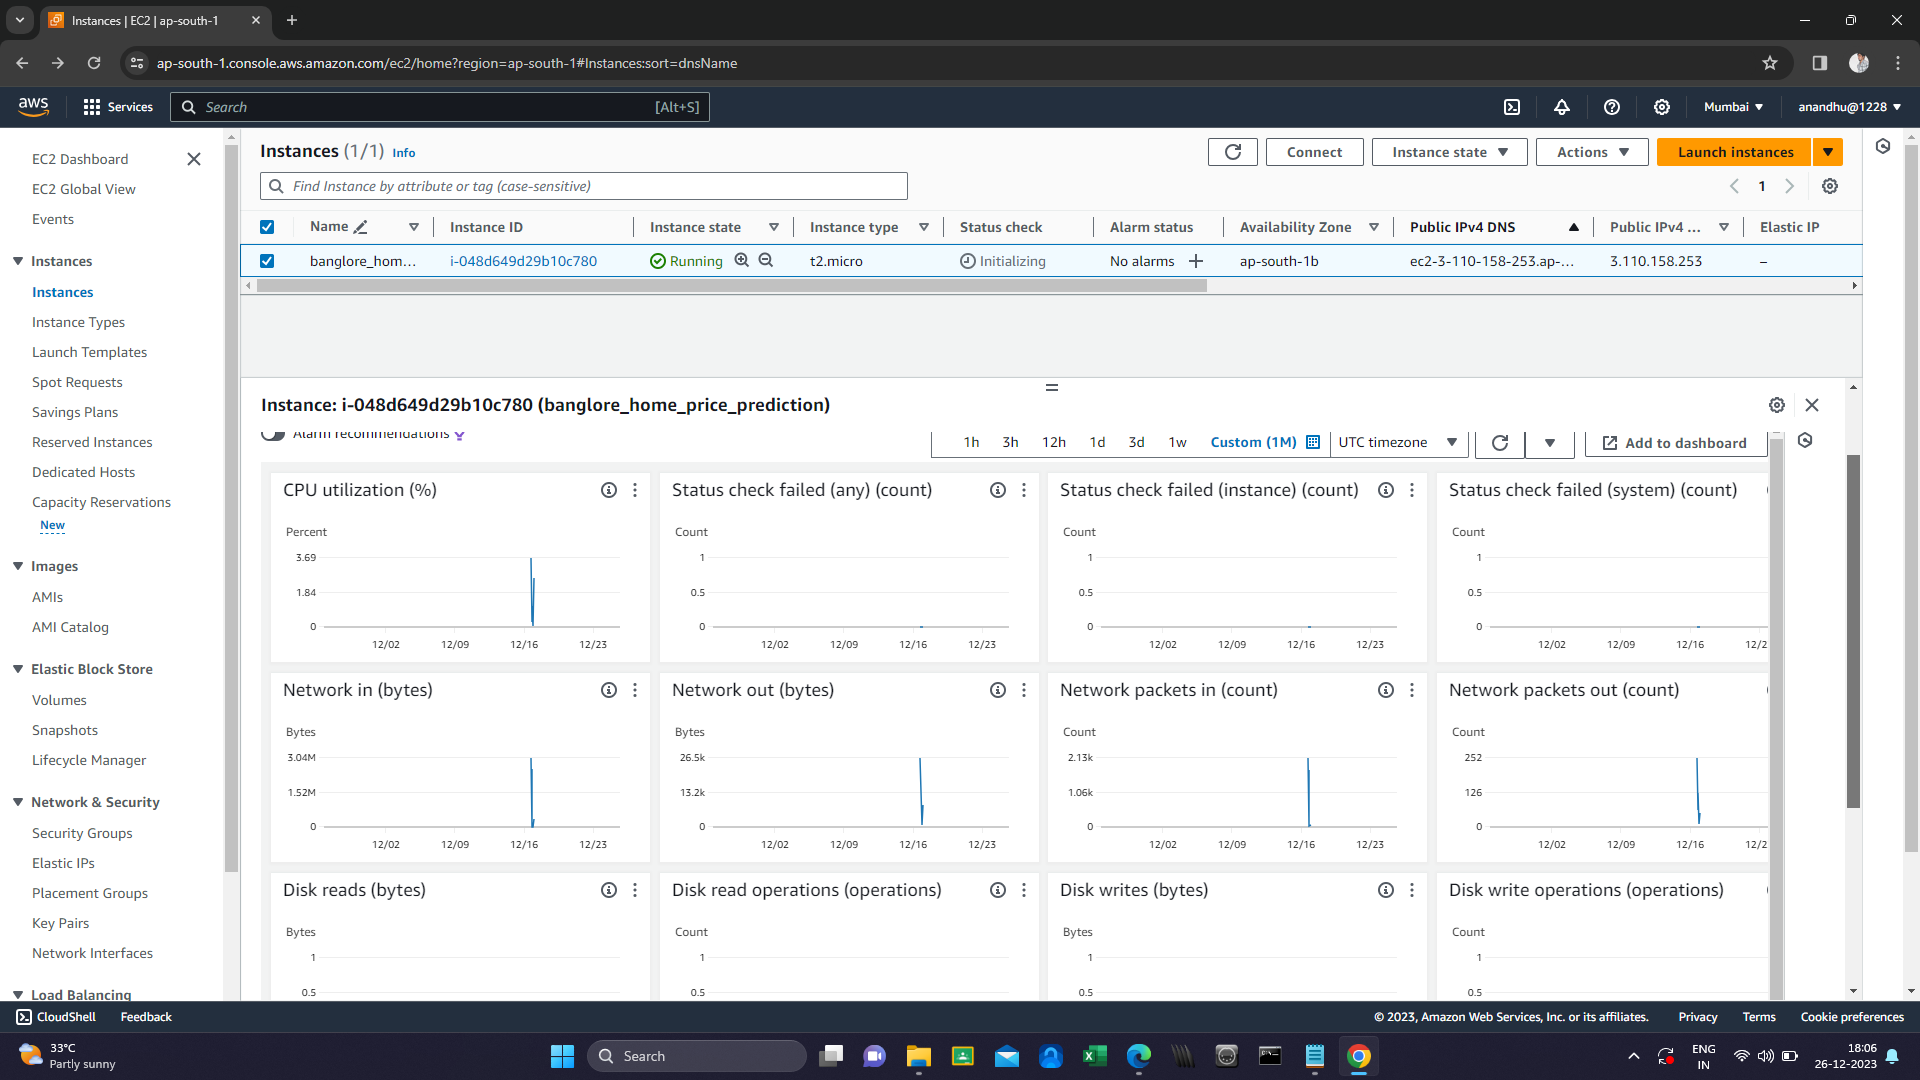 Instances | EC2 | ap-south-1
ap-south-1.console.aws.amazon.com/ec2/home?region=ap-south-1#Instances:sort=dnsName
aws
Services
Search
[Alt+S]
Mumbai
anandhu@1228
EC2 Dashboard
EC2 Global View
Events
Instances
Instances
Instance Types
Launch Templates
Spot Requests
Savings Plans
Reserved Instances
Dedicated Hosts
Capacity Reservations
New
Images
AMIs
AMI Catalog
Elastic Block Store
Volumes
Snapshots
Lifecycle Manager
Network & Security
Security Groups
Elastic IPs
Placement Groups
Key Pairs
Network Interfaces
Load Balancing
Instances (1/1) Info
Connect
Instance state
Actions
Launch instances
Find Instance by attribute or tag (case-sensitive)
1
Name
Instance ID
Instance state
Instance type
Status check
Alarm status
Availability Zone
Public IPv4 DNS
Public IPv4 ...
Elastic IP
banglore_hom...
i-048d649d29b10c780
Running
t2.micro
Initializing
No alarms
ap-south-1b
ec2-3-110-158-253.ap-...
3.110.158.253
–
Instance: i-048d649d29b10c780 (banglore_home_price_prediction)
Alarm recommendations
1h
3h
12h
1d
3d
1w
Custom (1M)
UTC timezone
Add to dashboard
CPU utilization (%)
Percent
3.69
1.84
0
12/02
12/09
12/16
12/23
Status check failed (any) (count)
Count
1
0.5
0
12/02
12/09
12/16
12/23
Status check failed (instance) (count)
Count
1
0.5
0
12/02
12/09
12/16
12/23
Status check failed (system) (count)
Count
1
0.5
0
12/02
12/09
12/16
12/2
Network in (bytes)
Bytes
3.04M
1.52M
0
12/02
12/09
12/16
12/23
Network out (bytes)
Bytes
26.5k
13.2k
0
12/02
12/09
12/16
12/23
Network packets in (count)
Count
2.13k
1.06k
0
12/02
12/09
12/16
12/23
Network packets out (count)
Count
252
126
0
12/02
12/09
12/16
12/2
Disk reads (bytes)
Bytes
1
0.5
Disk read operations (operations)
Count
1
0.5
Disk writes (bytes)
Bytes
1
0.5
Disk write operations (operations)
Count
1
0.5
CloudShell
Feedback
© 2023, Amazon Web Services, Inc. or its affiliates.
Privacy
Terms
Cookie preferences
33°C
Partly sunny
Search
ENG
IN
18:06
26-12-2023